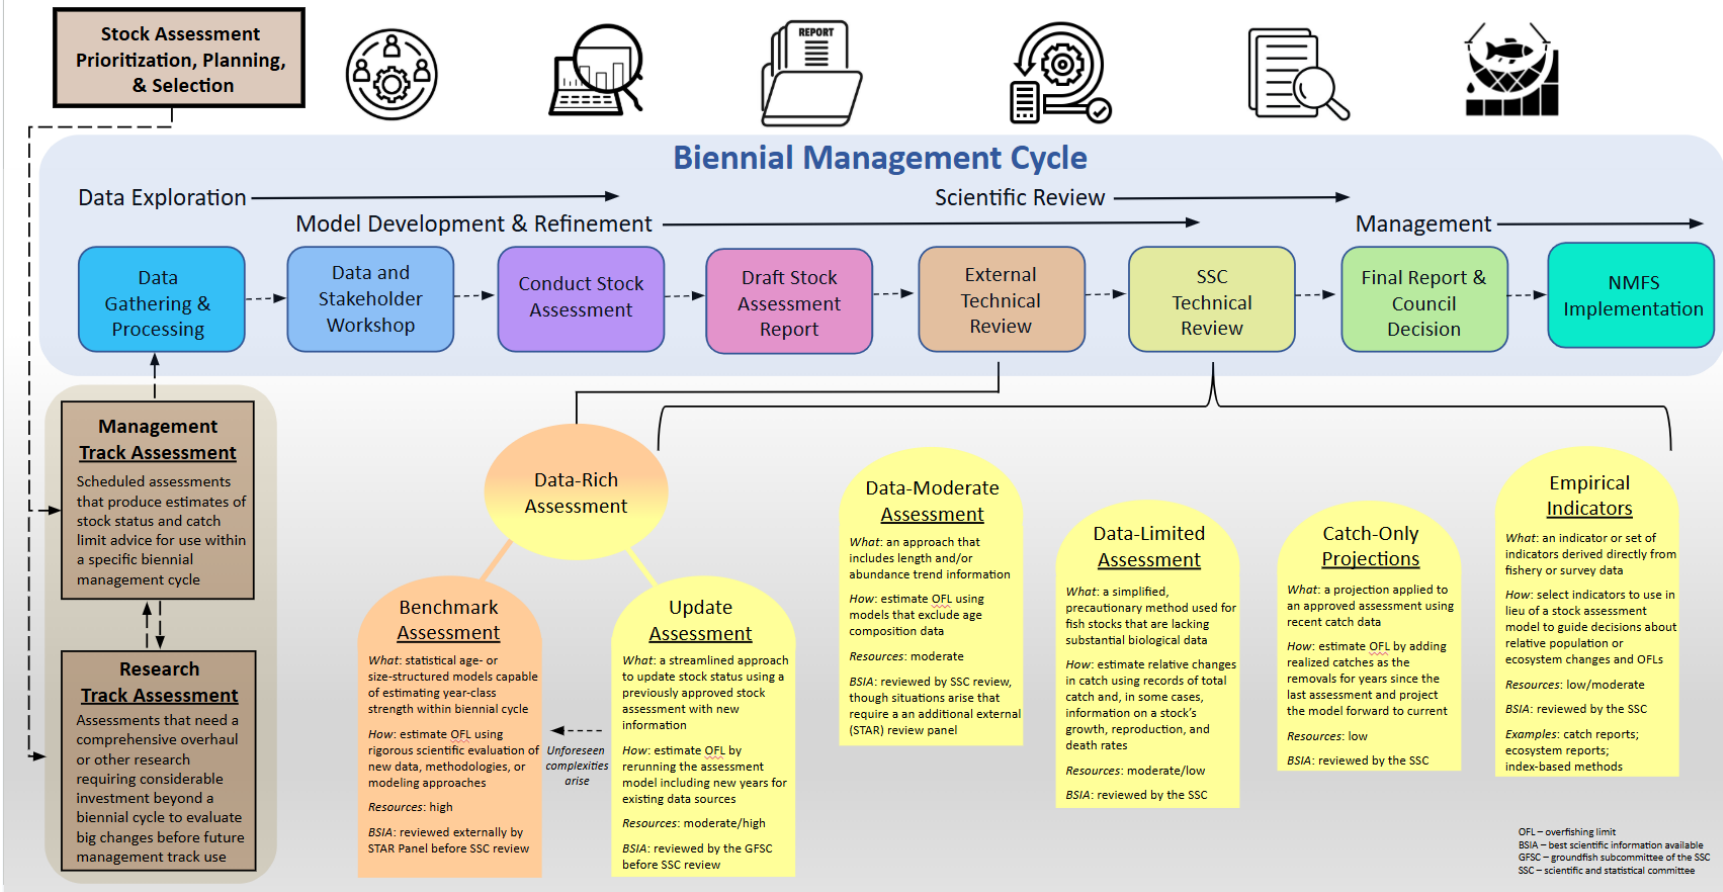 Stock Assessment
Prioritization, Planning,
& Selection
REPORT
Biennial Management Cycle
Data Exploration
Scientific Review
Model Development & Refinement
Management
Data
Gathering &
Processing
Data and
Stakeholder
Workshop
Conduct Stock
Assessment
Draft Stock
Assessment
Report
External
Technical
Review
SSC
Technical
Review
Final Report &
Council
Decision
NMFS
Implementation
Management
Track Assessment
Scheduled assessments
that produce estimates of
stock status and catch
limit advice for use within
a specific biennial
management cycle
Research
Track Assessment
Assessments that need a
comprehensive overhaul
or other research
requiring considerable
investment beyond a
biennial cycle to evaluate
big changes before future
management track use
Data-Rich
Assessment
Benchmark
Assessment
What: statistical age- or
size-structured models capable
of estimating year-class
strength within biennial cycle
How: estimate OFL using
rigorous scientific evaluation of
new data, methodologies, or
modeling approaches
Resources: high
BSIA: reviewed externally by
STAR Panel before SSC review
Unforeseen
complexities
arise
Update
Assessment
What: a streamlined approach
to update stock status using a
previously approved stock
assessment with new
information
How: estimate OFL by
rerunning the assessment
model including new years for
existing data sources
Resources: moderate/high
BSIA: reviewed by the GFSC
before SSC review
Data-Moderate
Assessment
What: an approach that
includes length and/or
abundance trend information
How: estimate OFL using
models that exclude age
composition data
Resources: moderate
BSIA: reviewed by SSC review,
though situations arise that
require a an additional external
(STAR) review panel
Data-Limited
Assessment
What: a simplified,
precautionary method used for
fish stocks that are lacking
substantial biological data
How: estimate relative changes
in catch using records of total
catch and, in some cases,
information on a stock's
growth, reproduction, and
death rates
Resources: moderate/low
BSIA: reviewed by the SSC
Catch-Only
Projections
What: a projection applied to
an approved assessment using
recent catch data
How: estimate OFL by adding
realized catches as the
removals for years since the
last assessment and project
the model forward to current
Resources: low
BSIA: reviewed by the SSC
Empirical
Indicators
What: an indicator or set of
indicators derived directly from
fishery or survey data
How: select indicators to use in
lieu of a stock assessment
model to guide decisions about
relative population or
ecosystem changes and OFLs
Resources: low/moderate
BSIA: reviewed by the SSC
Examples: catch reports;
ecosystem reports;
index-based methods
OFL – overfishing limit
BSIA – best scientific information available
GFSC – groundfish subcommittee of the SSC
SSC – scientific and statistical committee